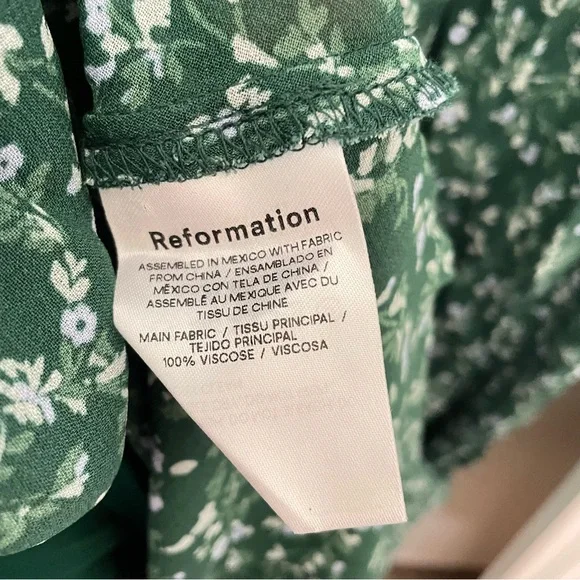 Reformation
ASSEMBLED IN MEXICO WITH FABRIC
FROM CHINA / ENSAMBLADO EN
MÉXICO CON TELA DE CHINA /
ASSEMBLÉ AU MEXIQUE AVEC DU
TISSU DE CHINE
MAIN FABRIC / TISSU PRINCIPAL /
TEJIDO PRINCIPAL
100% VISCOSE / VISCOSA